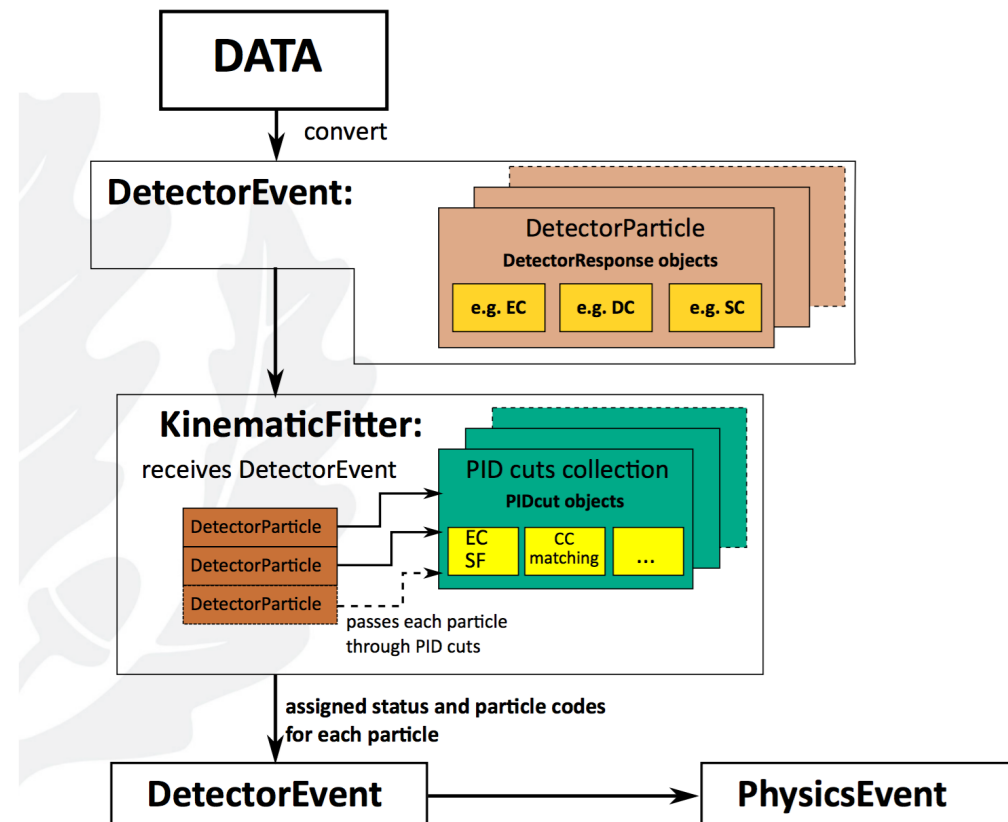 DATA
convert
DetectorEvent:
DetectorParticle
DetectorResponse objects
e.g. EC
e.g. DC
e.g. SC
KinematicFitter:
receives DetectorEvent
PID cuts collection
PIDcut objects
DetectorParticle
DetectorParticle
DetectorParticle
EC
SF
CC
matching
...
passes each particle
through PID cuts
assigned status and particle codes
for each particle
DetectorEvent
PhysicsEvent